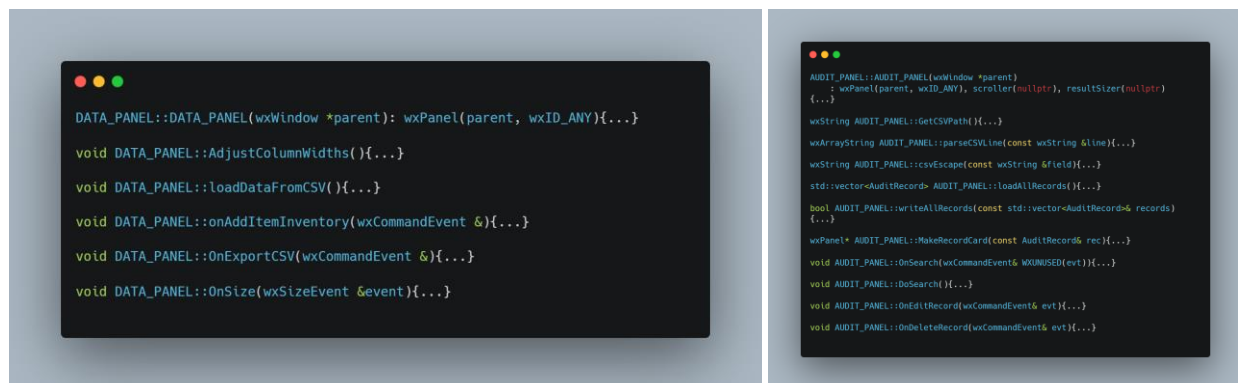 DATA_PANEL::DATA_PANEL(wxWindow *parent): wxPanel(parent, wxID_ANY){...}
void DATA_PANEL::AdjustColumnWidths(){...}
void DATA_PANEL::loadDataFromCSV(){...}
void DATA_PANEL::onAddItemInventory(wxCommandEvent &){...}
void DATA_PANEL::OnExportCSV(wxCommandEvent &){...}
void DATA_PANEL::OnSize(wxSizeEvent &event){...}
AUDIT_PANEL::AUDIT_PANEL(wxWindow *parent)
    : wxPanel(parent, wxID_ANY), scroller(nullptr), resultSizer(nullptr)
{...}
wxString AUDIT_PANEL::GetCSVPath(){...}
wxArrayString AUDIT_PANEL::parseCSVLine(const wxString &line){...}
wxString AUDIT_PANEL::csvEscape(const wxString &field){...}
std::vector<AuditRecord> AUDIT_PANEL::loadAllRecords(){...}
bool AUDIT_PANEL::writeAllRecords(const std::vector<AuditRecord>& records)
{...}
wxPanel* AUDIT_PANEL::MakeRecordCard(const AuditRecord& rec){...}
void AUDIT_PANEL::OnSearch(wxCommandEvent& WXUNUSED(evt)){...}
void AUDIT_PANEL::DoSearch(){...}
void AUDIT_PANEL::OnEditRecord(wxCommandEvent& evt){...}
void AUDIT_PANEL::OnDeleteRecord(wxCommandEvent& evt){...}